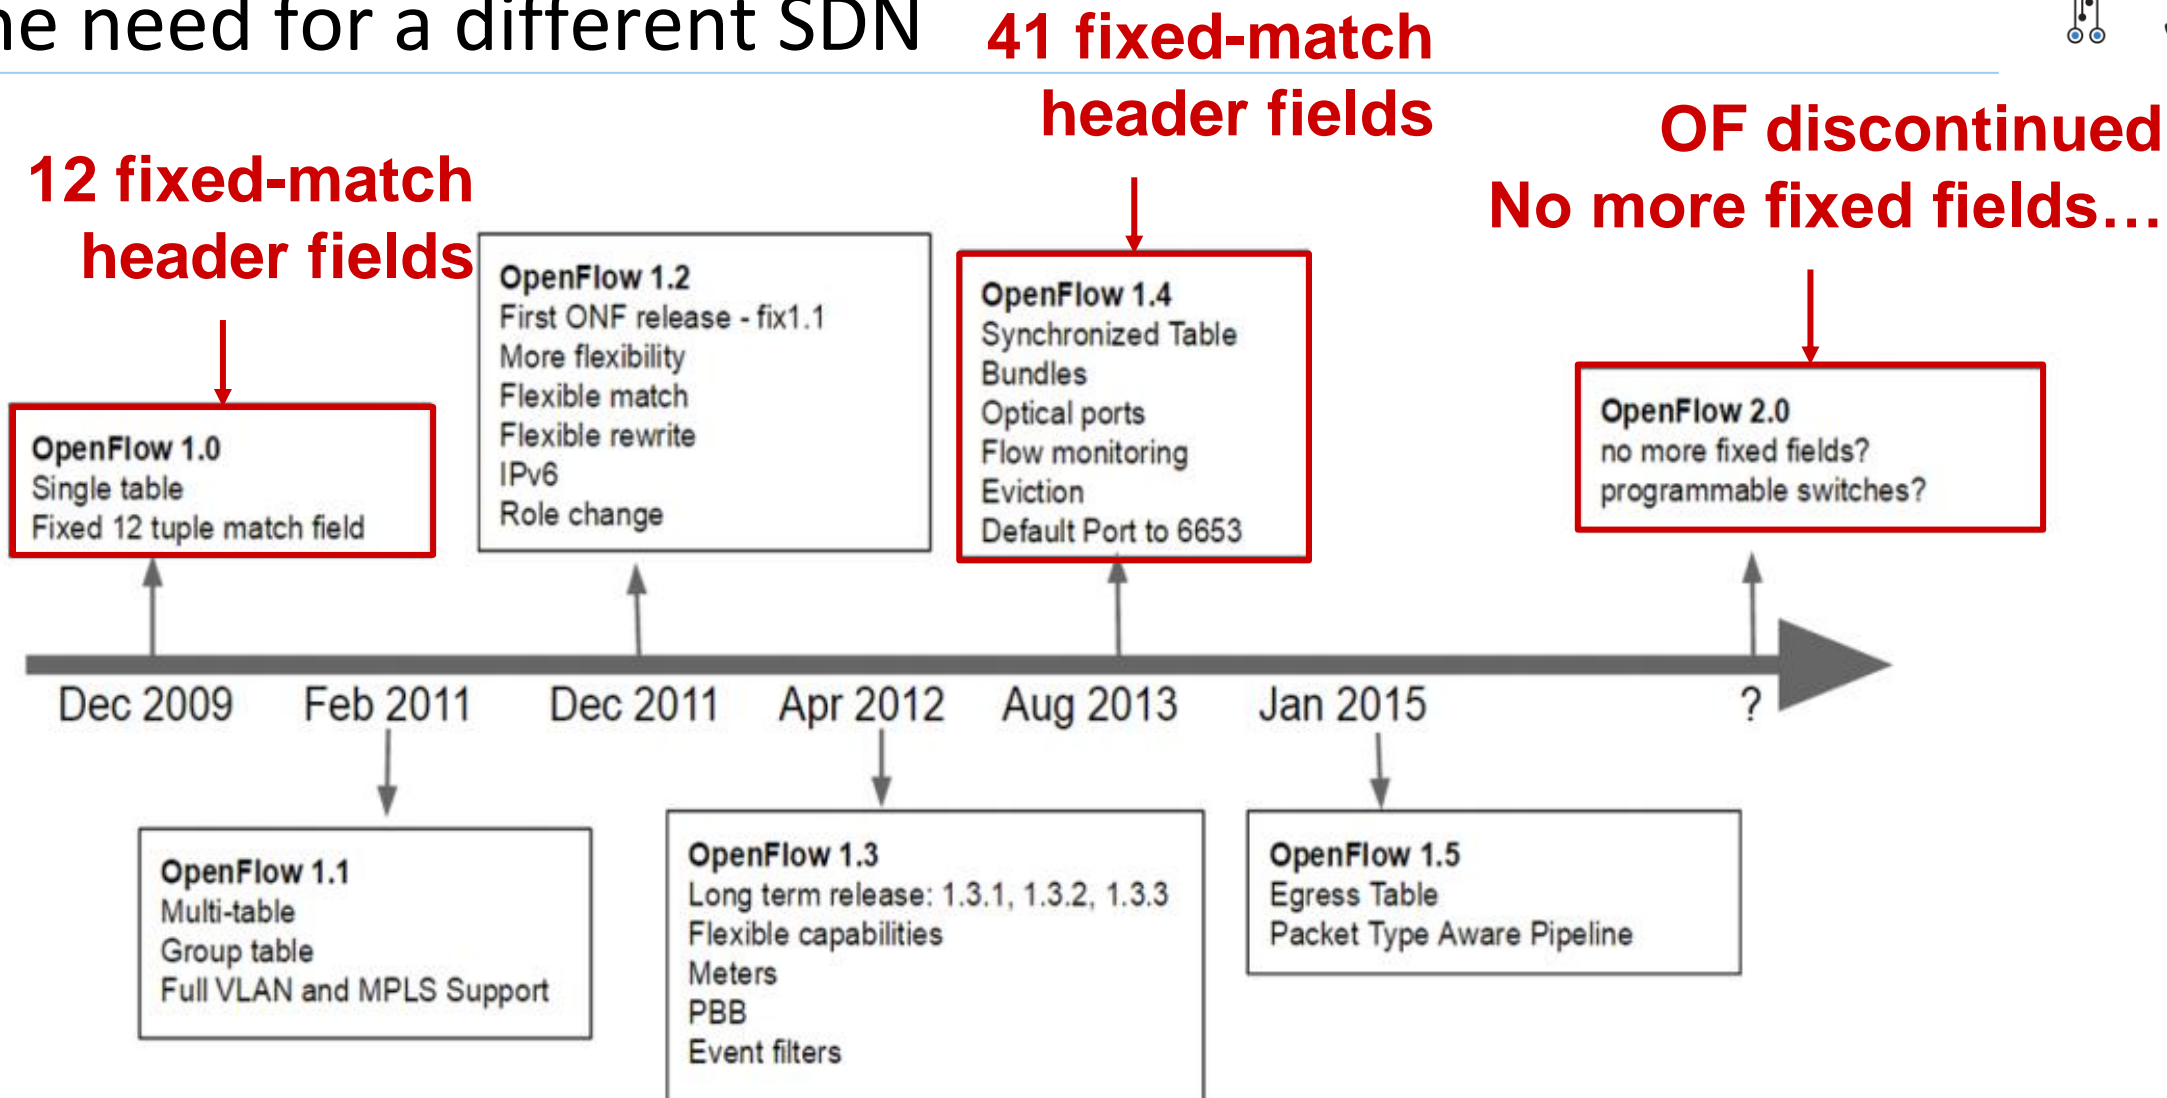 ne need for a different SDN
41 fixed-match
header fields
12 fixed-match
header fields
OF discontinued
No more fixed fields…
OpenFlow 1.0
Single table
Fixed 12 tuple match field
OpenFlow 1.2
First ONF release - fix1.1
More flexibility
Flexible match
Flexible rewrite
IPv6
Role change
OpenFlow 1.4
Synchronized Table
Bundles
Optical ports
Flow monitoring
Eviction
Default Port to 6653
OpenFlow 2.0
no more fixed fields?
programmable switches?
Dec 2009
Feb 2011
Dec 2011
Apr 2012
Aug 2013
Jan 2015
?
OpenFlow 1.1
Multi-table
Group table
Full VLAN and MPLS Support
OpenFlow 1.3
Long term release: 1.3.1, 1.3.2, 1.3.3
Flexible capabilities
Meters
PBB
Event filters
OpenFlow 1.5
Egress Table
Packet Type Aware Pipeline